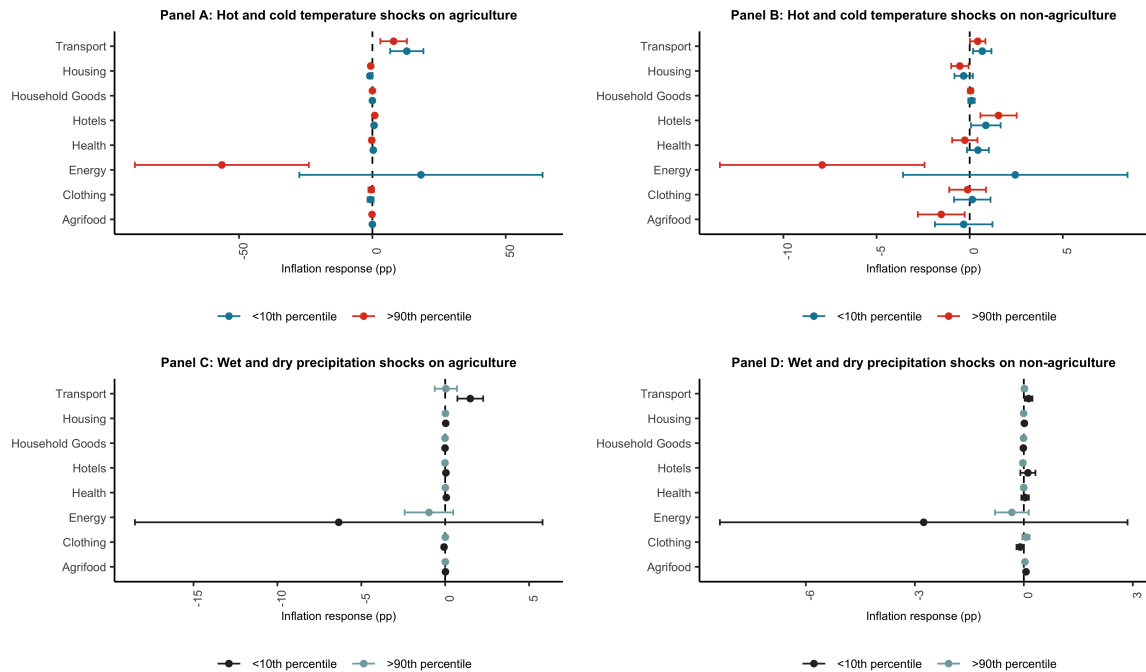 Panel A: Hot and cold temperature shocks on agriculture
Transport
Housing
Household Goods
Hotels
Health
Energy
Clothing
Agrifood
-50
0
50
Inflation response (pp)
<10th percentile >90th percentile
Panel B: Hot and cold temperature shocks on non-agriculture
Transport
Housing
Household Goods
Hotels
Health
Energy
Clothing
Agrifood
-10
-5
0
5
Inflation response (pp)
<10th percentile >90th percentile
Panel C: Wet and dry precipitation shocks on agriculture
Transport
Housing
Household Goods
Hotels
Health
Energy
Clothing
Agrifood
-15
-5
0
5
Inflation response (pp)
<10th percentile >90th percentile
Panel D: Wet and dry precipitation shocks on non-agriculture
Transport
Housing
Household Goods
Hotels
Health
Energy
Clothing
Agrifood
-6
-3
0
3
Inflation response (pp)
<10th percentile >90th percentile